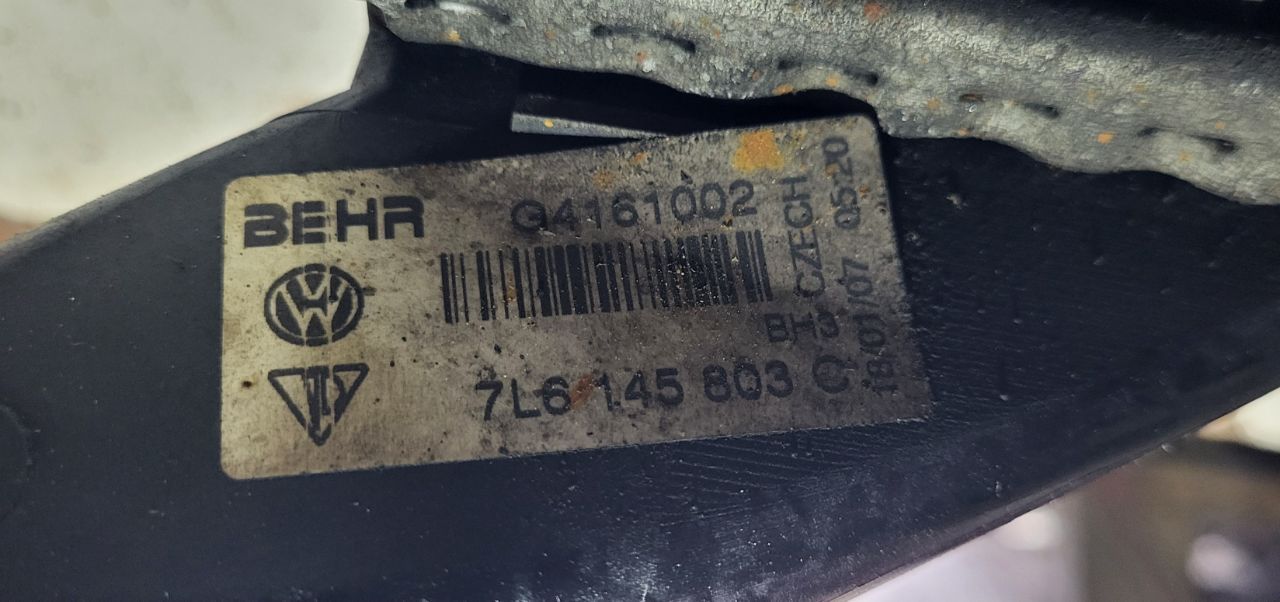 BEHR
G4161002
BH3 CZECH
7L6 145 803 C
18/01/07 05:20